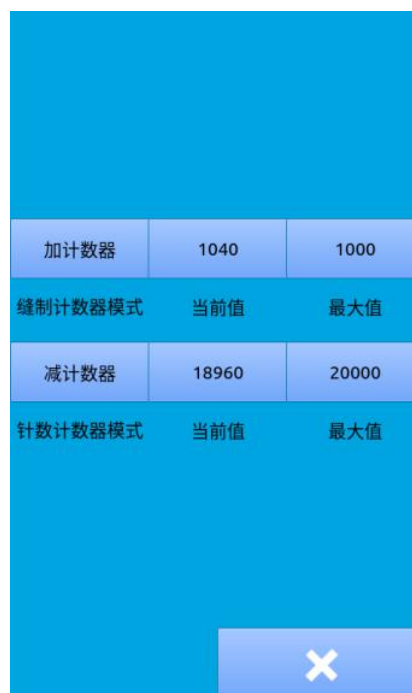 加计数器 1040 1000
缝制计数器模式 当前值 最大值
减计数器 18960 20000
针数计数器模式 当前值 最大值